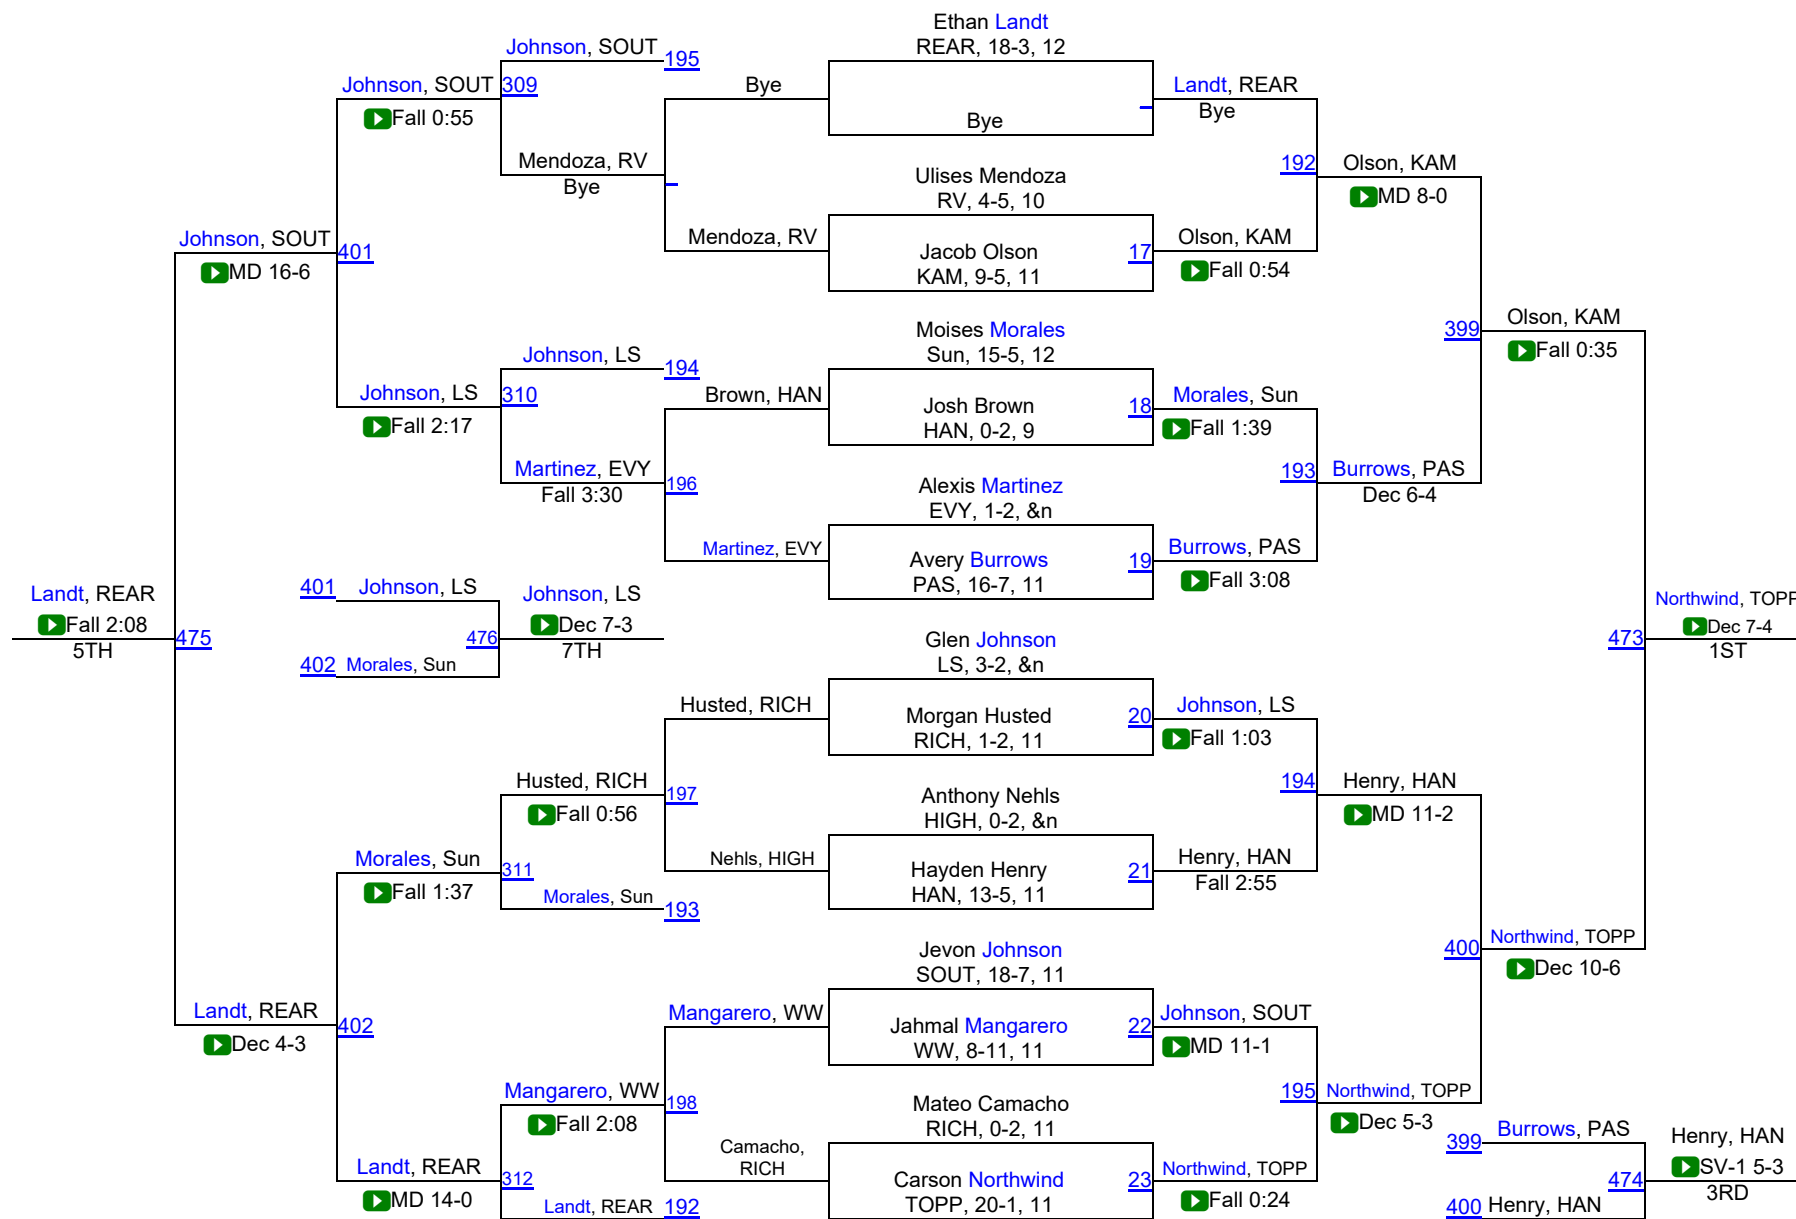 Ethan Landt
REAR, 18-3, 12
Johnson, SOUT
195
Johnson, SOUT
309
Bye
Landt, REAR
Fall 0:55
Bye
Bye
Mendoza, RV
Bye
192
Olson, KAM
Ulises Mendoza
RV, 4-5, 10
MD 8-0
Johnson, SOUT
401
Mendoza, RV
Jacob Olson
KAM, 9-5, 11
17
Olson, KAM
MD 16-6
Fall 0:54
Moises Morales
Sun, 15-5, 12
399
Olson, KAM
Johnson, LS
194
Fall 0:35
Johnson, LS
310
Brown, HAN
Josh Brown
HAN, 0-2, 9
18
Morales, Sun
Fall 2:17
Fall 1:39
Martinez, EVY
196
Fall 3:30
Alexis Martinez
EVY, 1-2, &n
193
Burrows, PAS
Dec 6-4
Martinez, EVY
Avery Burrows
PAS, 16-7, 11
19
Burrows, PAS
Fall 3:08
Landt, REAR
401
Johnson, LS
Johnson, LS
Northwind, TOPP
Fall 2:08
475
476
Dec 7-3
473
Dec 7-4
5TH
402
Morales, Sun
7TH
1ST
Glen Johnson
LS, 3-2, &n
Husted, RICH
Morgan Husted
RICH, 1-2, 11
20
Johnson, LS
Fall 1:03
Husted, RICH
197
194
Henry, HAN
Fall 0:56
Anthony Nehls
HIGH, 0-2, &n
MD 11-2
Morales, Sun
311
Nehls, HIGH
Hayden Henry
HAN, 13-5, 11
21
Henry, HAN
Fall 1:37
Fall 2:55
Morales, Sun
193
Jevon Johnson
SOUT, 18-7, 11
400
Northwind, TOPP
Dec 10-6
Landt, REAR
402
Mangarero, WW
Jahmal Mangarero
WW, 8-11, 11
22
Johnson, SOUT
Dec 4-3
MD 11-1
Mangarero, WW
198
195
Northwind, TOPP
Fall 2:08
Mateo Camacho
RICH, 0-2, 11
Dec 5-3
Camacho,
RICH
399
Burrows, PAS
Henry, HAN
Landt, REAR
312
Carson Northwind
TOPP, 20-1, 11
23
Northwind, TOPP
474
SV-1 5-3
MD 14-0
Fall 0:24
3RD
Landt, REAR
192
400
Henry, HAN